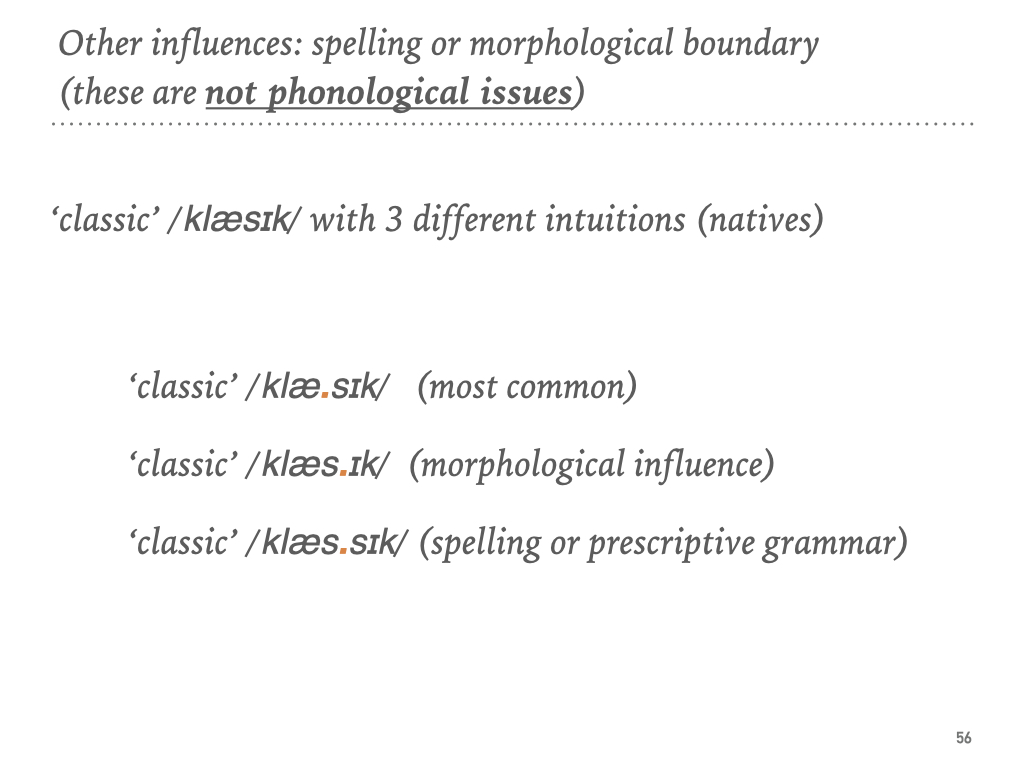 Other influences: spelling or morphological boundary
(these are not phonological issues)
‘classic’ /klæsɪk/ with 3 different intuitions (natives)
‘classic’ /klæ.sɪk/ (most common)
‘classic’ /klæs.ɪk/ (morphological influence)
‘classic’ /klæs.sɪk/ (spelling or prescriptive grammar)
56